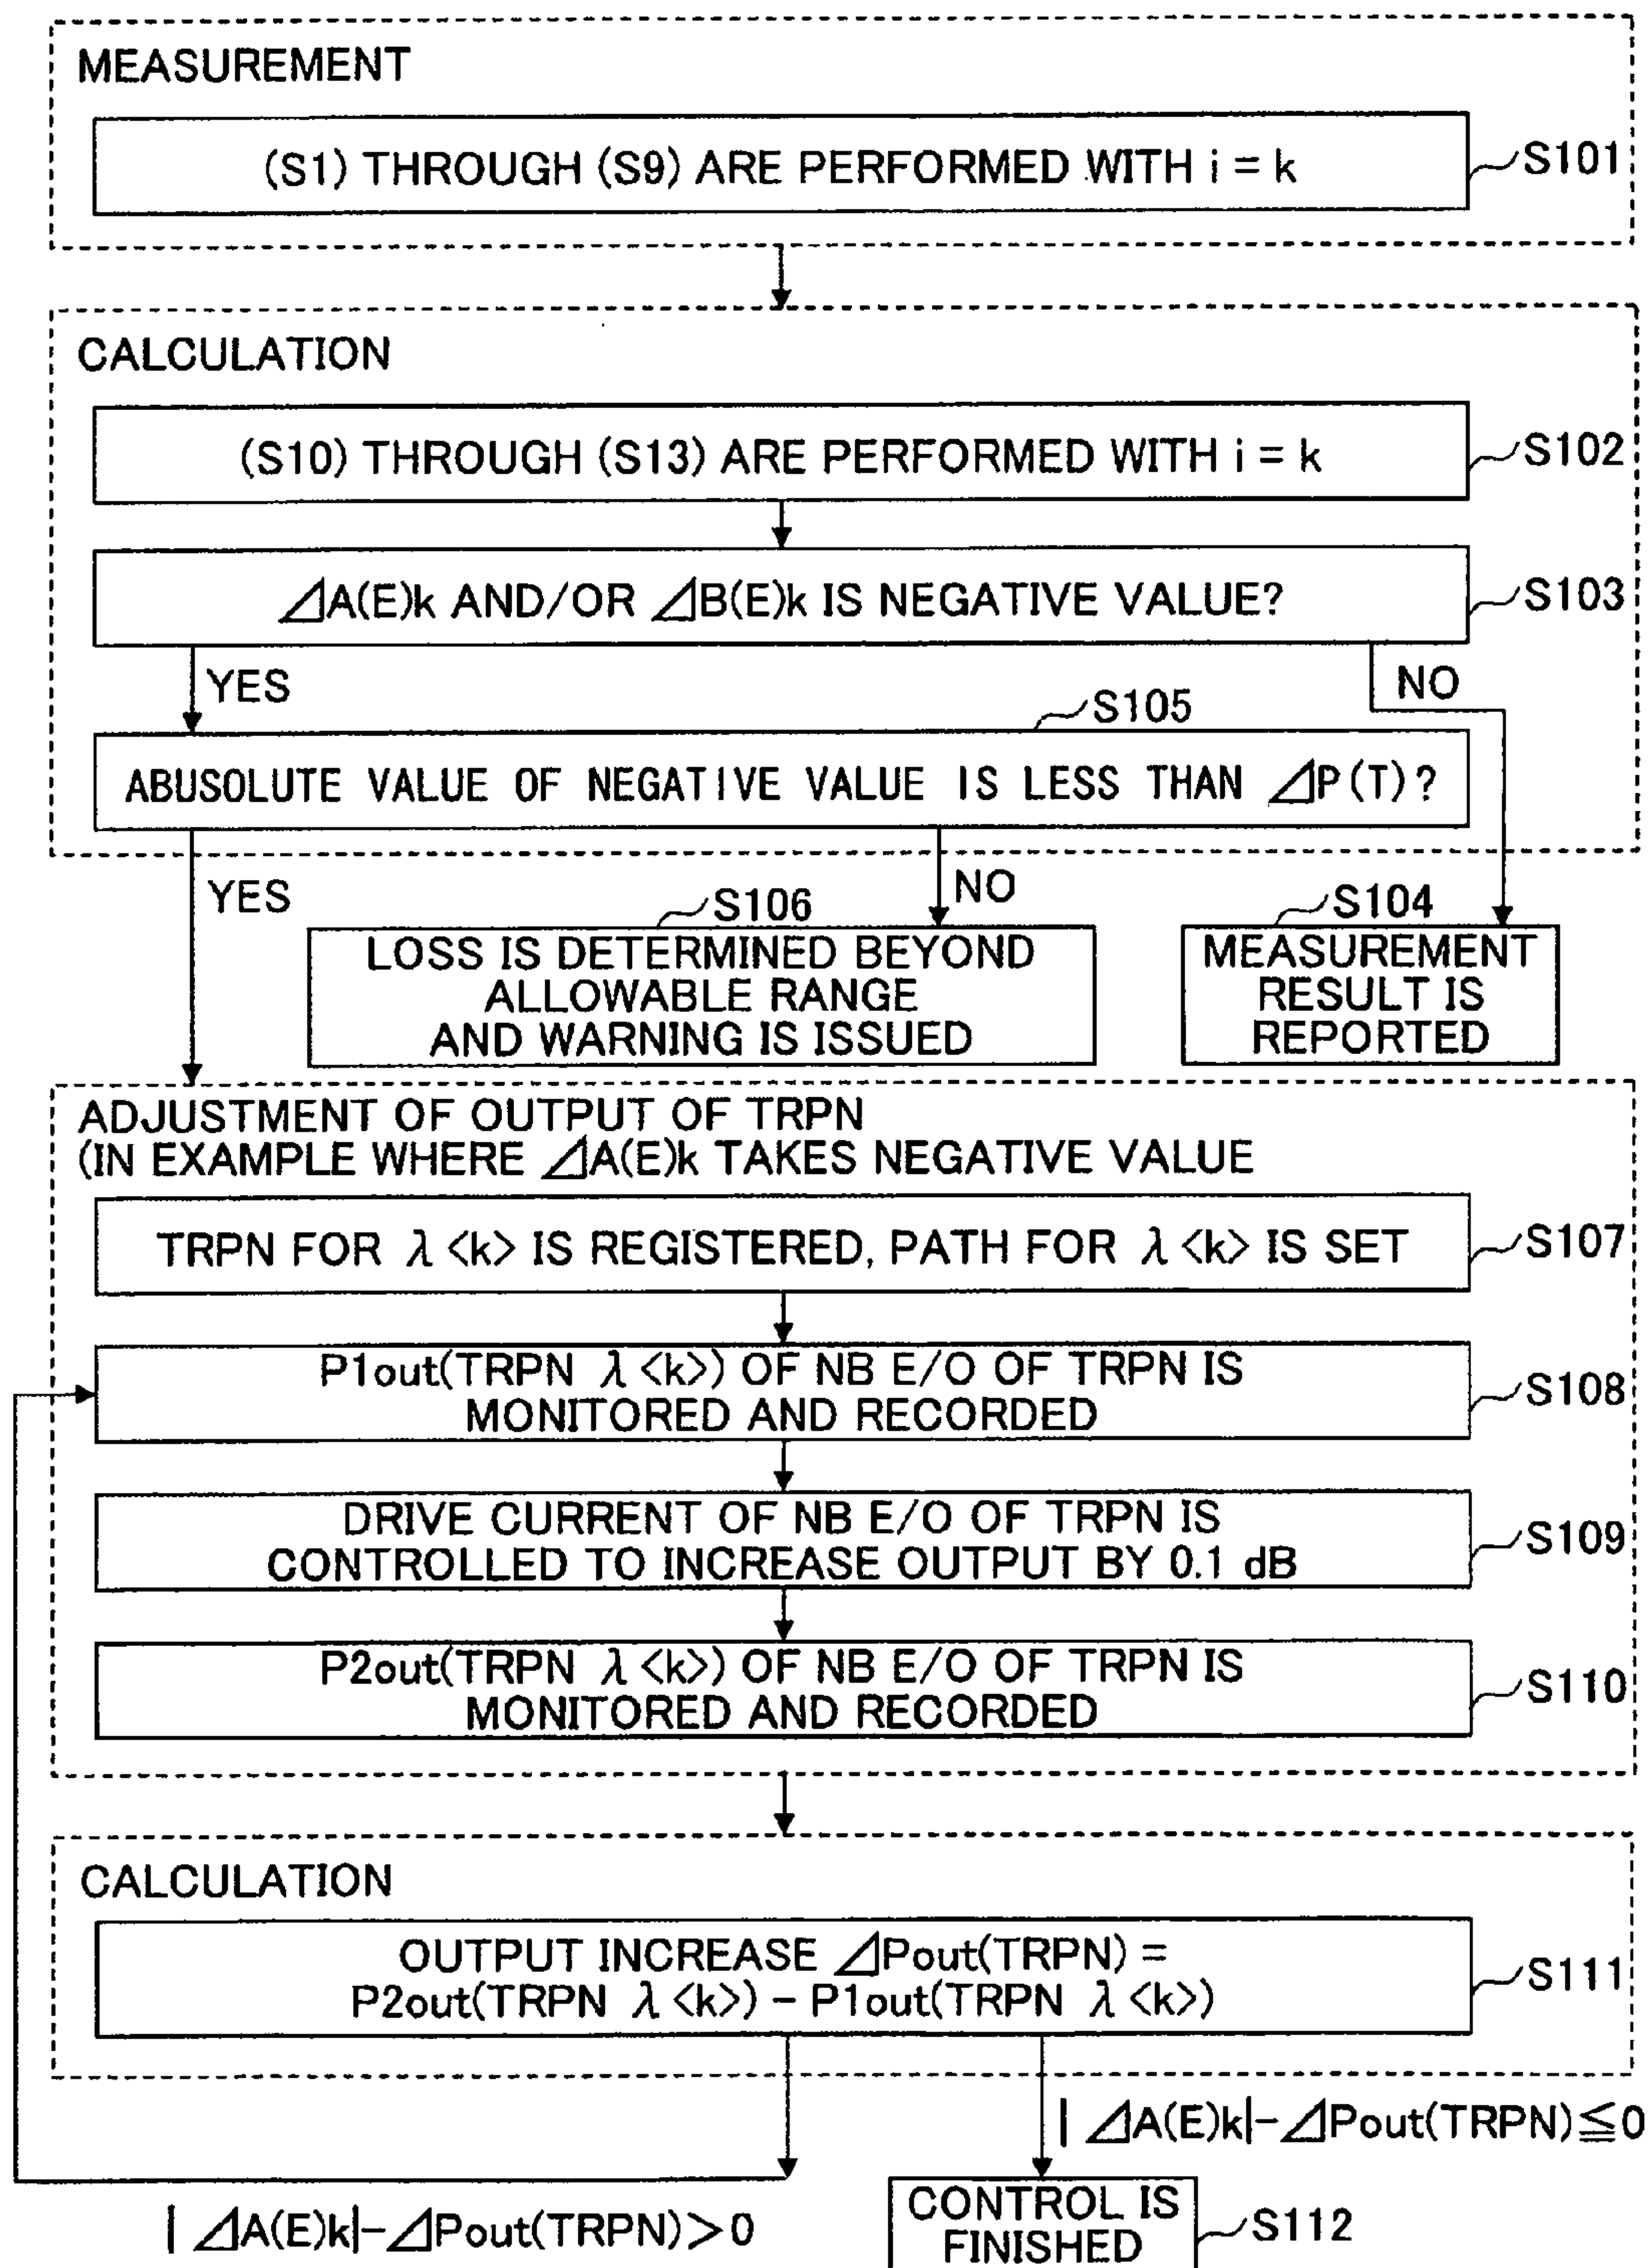 MEASUREMENT
(S1) THROUGH (S9) ARE PERFORMED WITH i = k
S101
CALCULATION
(S10) THROUGH (S13) ARE PERFORMED WITH i = k
S102
⊿A(E)k AND/OR ⊿B(E)k IS NEGATIVE VALUE?
S103
YES
NO
S105
ABUSOLUTE VALUE OF NEGATIVE VALUE IS LESS THAN ⊿P(T)?
YES
NO
S106
LOSS IS DETERMINED BEYOND
ALLOWABLE RANGE
AND WARNING IS ISSUED
S104
MEASUREMENT
RESULT IS
REPORTED
ADJUSTMENT OF OUTPUT OF TRPN
(IN EXAMPLE WHERE ⊿A(E)k TAKES NEGATIVE VALUE
TRPN FOR λ<k> IS REGISTERED, PATH FOR λ<k> IS SET
S107
P1out(TRPN λ<k>) OF NB E/O OF TRPN IS
MONITORED AND RECORDED
S108
DRIVE CURRENT OF NB E/O OF TRPN IS
CONTROLLED TO INCREASE OUTPUT BY 0.1 dB
S109
P2out(TRPN λ<k>) OF NB E/O OF TRPN IS
MONITORED AND RECORDED
S110
CALCULATION
OUTPUT INCREASE ⊿Pout(TRPN) =
P2out(TRPN λ<k>) - P1out(TRPN λ<k>)
S111
|⊿A(E)k|-⊿Pout(TRPN)≦0
|⊿A(E)k|-⊿Pout(TRPN)>0
CONTROL IS
FINISHED
S112